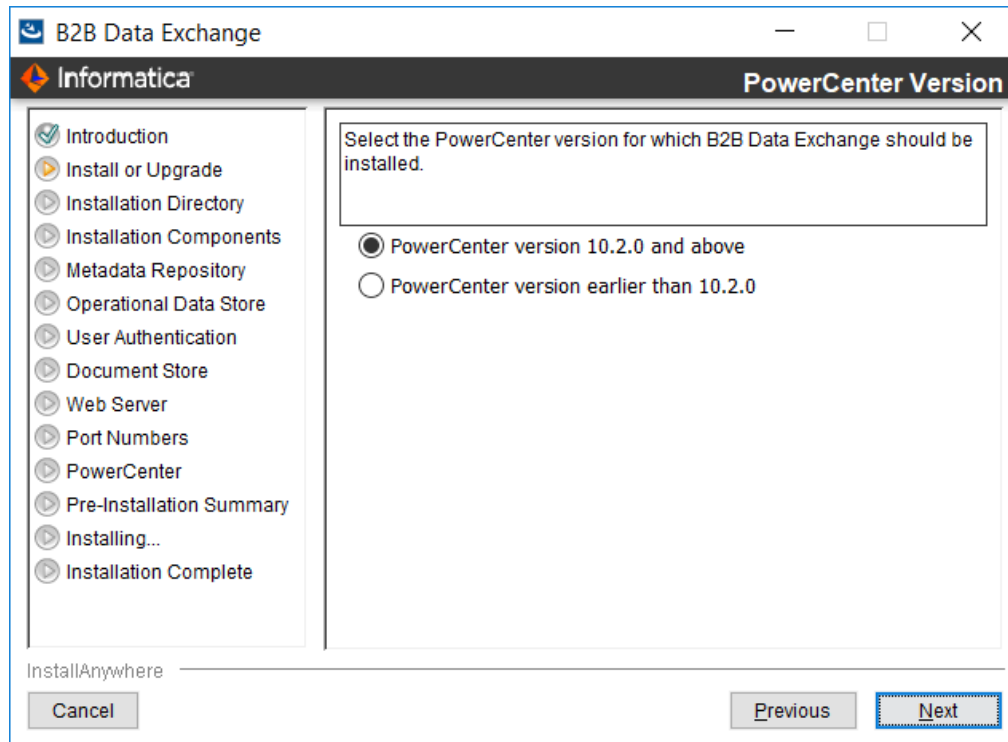 B2B Data Exchange
Informatica
PowerCenter Version
Introduction
Install or Upgrade
Installation Directory
Installation Components
Metadata Repository
Operational Data Store
User Authentication
Document Store
Web Server
Port Numbers
PowerCenter
Pre-Installation Summary
Installing...
Installation Complete
Select the PowerCenter version for which B2B Data Exchange should be
installed.
PowerCenter version 10.2.0 and above
PowerCenter version earlier than 10.2.0
InstallAnywhere
Cancel
Previous
Next